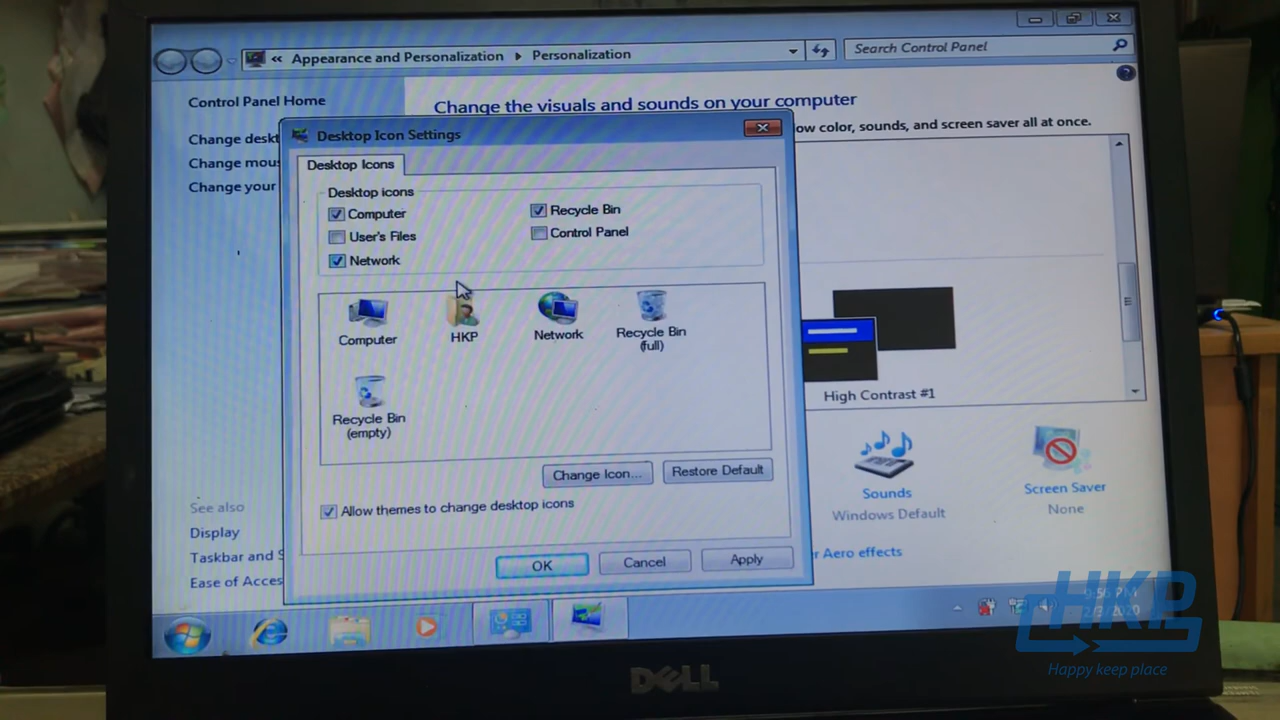 « Appearance and Personalization ▸ Personalization
Search Control Panel
Control Panel Home
Change the visuals and sounds on your computer
Change deskt
ow color, sounds, and screen saver all at once.
Change mou
Change your
Desktop Icon Settings
Desktop Icons
Desktop icons
Computer
Recycle Bin
User's Files
Control Panel
Network
Computer
HKP
Network
Recycle Bin
(full)
Recycle Bin
(empty)
Change Icon...
Restore Default
Allow themes to change desktop icons
OK
Cancel
Apply
High Contrast #1
Sounds
Windows Default
Screen Saver
None
See also
Display
Taskbar and S
Ease of Acces
r Aero effects
9:56 PM
HKP
Happy keep place
DELL